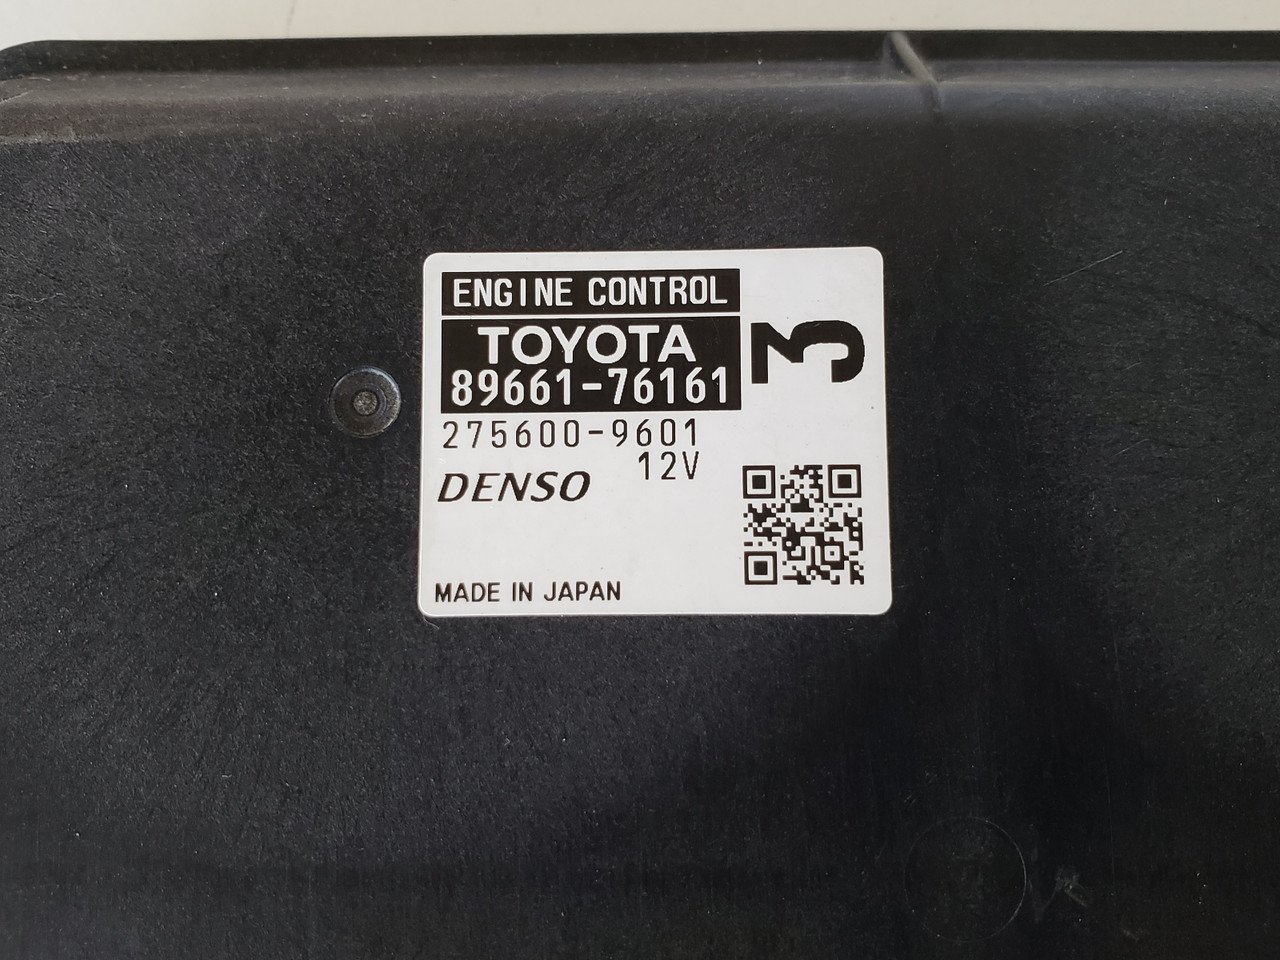 ENGINE CONTROL
TOYOTA
89661-76161
3
275600-9601
12V
DENSO
MADE IN JAPAN